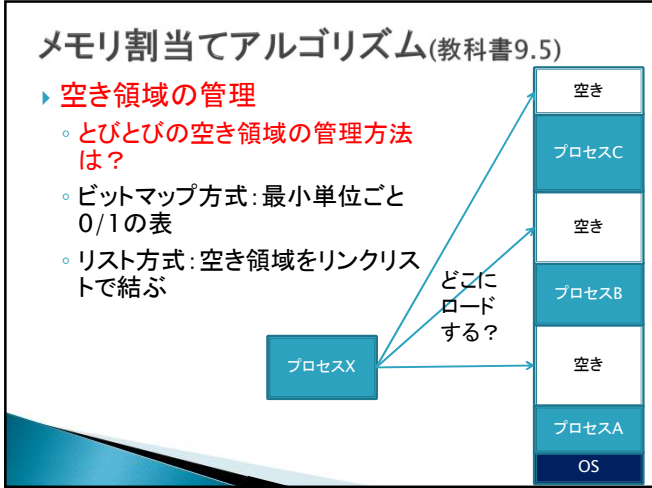 メモリ割当てアルゴリズム(教科書9.5)
空き領域の管理
とびとびの空き領域の管理方法
は？
ビットマップ方式：最小単位ごと
0/1の表
リスト方式：空き領域をリンクリス
トで結ぶ
どこに
ロード
する？
プロセスX
空き
プロセスC
空き
プロセスB
空き
プロセスA
OS